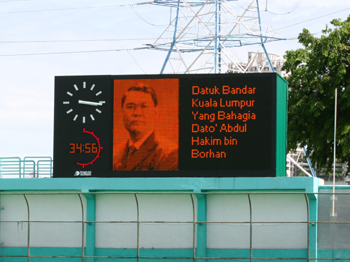 Datuk Bandar
Kuala Lumpur
Yang Bahagia
Dato' Abdul
Hakim bin
Borhan
34:56